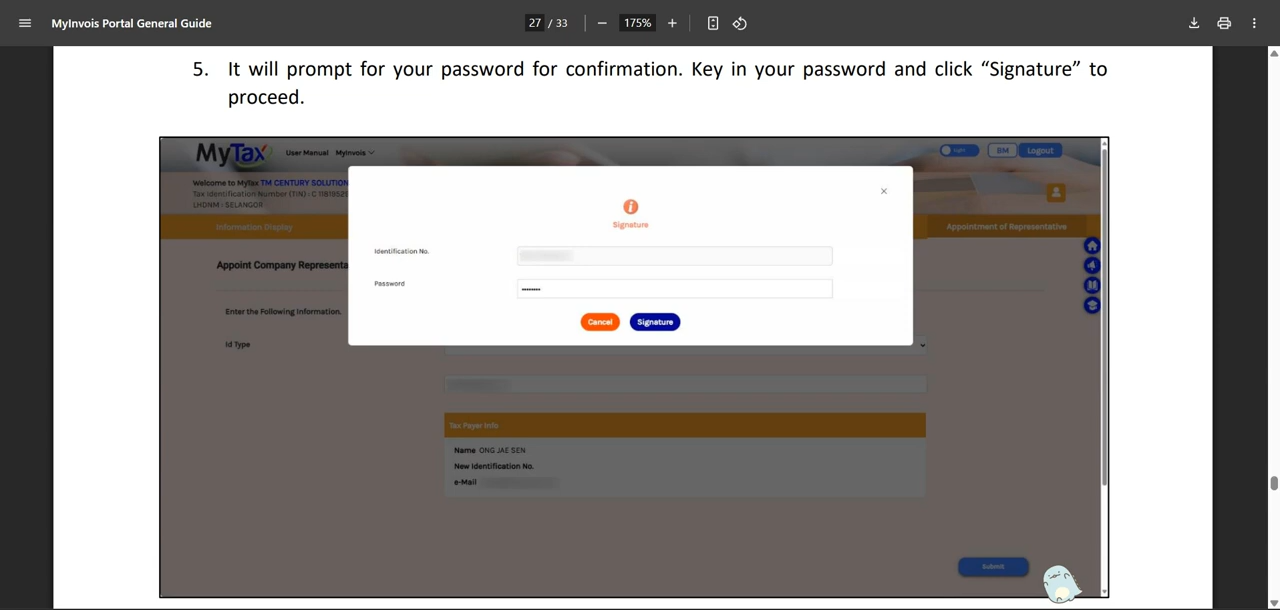 MyInvois Portal General Guide
27 / 33
175%
5. It will prompt for your password for confirmation. Key in your password and click “Signature” to
proceed.
MyTax
User Manual MyInvois
Light
BM
Logout
Welcome to MyTax TM CENTURY SOLUTION
Tax Identification Number (TIN) : C 11819525
LHDNM : SELANGOR
Information Display
Appointment of Representative
Signature
Identification No.
Password
Cancel
Signature
Appoint Company Representa
Enter the Following Information.
Id Type
Tax Payer Info
Name ONG JAE SEN
New Identification No.
e-Mail
Submit